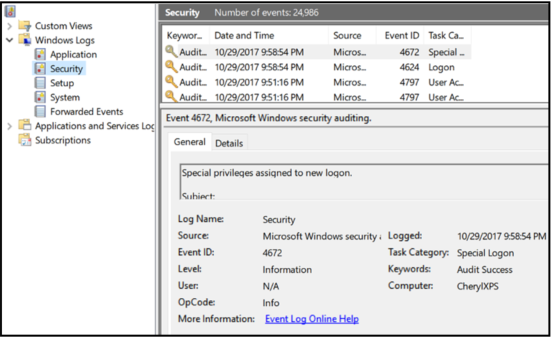 Security Number of events: 24,986
Custom Views
Windows Logs
Application
Security
Setup
System
Forwarded Events
Applications and Services Log
Subscriptions
Keywor... Date and Time Source Event ID Task Ca...
Audit... 10/29/2017 9:58:54 PM Micros... 4672 Special ...
Audit... 10/29/2017 9:58:54 PM Micros... 4624 Logon
Audit... 10/29/2017 9:51:16 PM Micros... 4797 User Ac...
Audit... 10/29/2017 9:51:16 PM Micros... 4797 User Ac...
Event 4672, Microsoft Windows security auditing.
General Details
Special privileges assigned to new logon.
Subject:
Log Name: Security
Source: Microsoft Windows security Logged: 10/29/2017 9:58:54 PM
Event ID: 4672 Task Category: Special Logon
Level: Information Keywords: Audit Success
User: N/A Computer: CherylXPS
OpCode: Info
More Information: Event Log Online Help